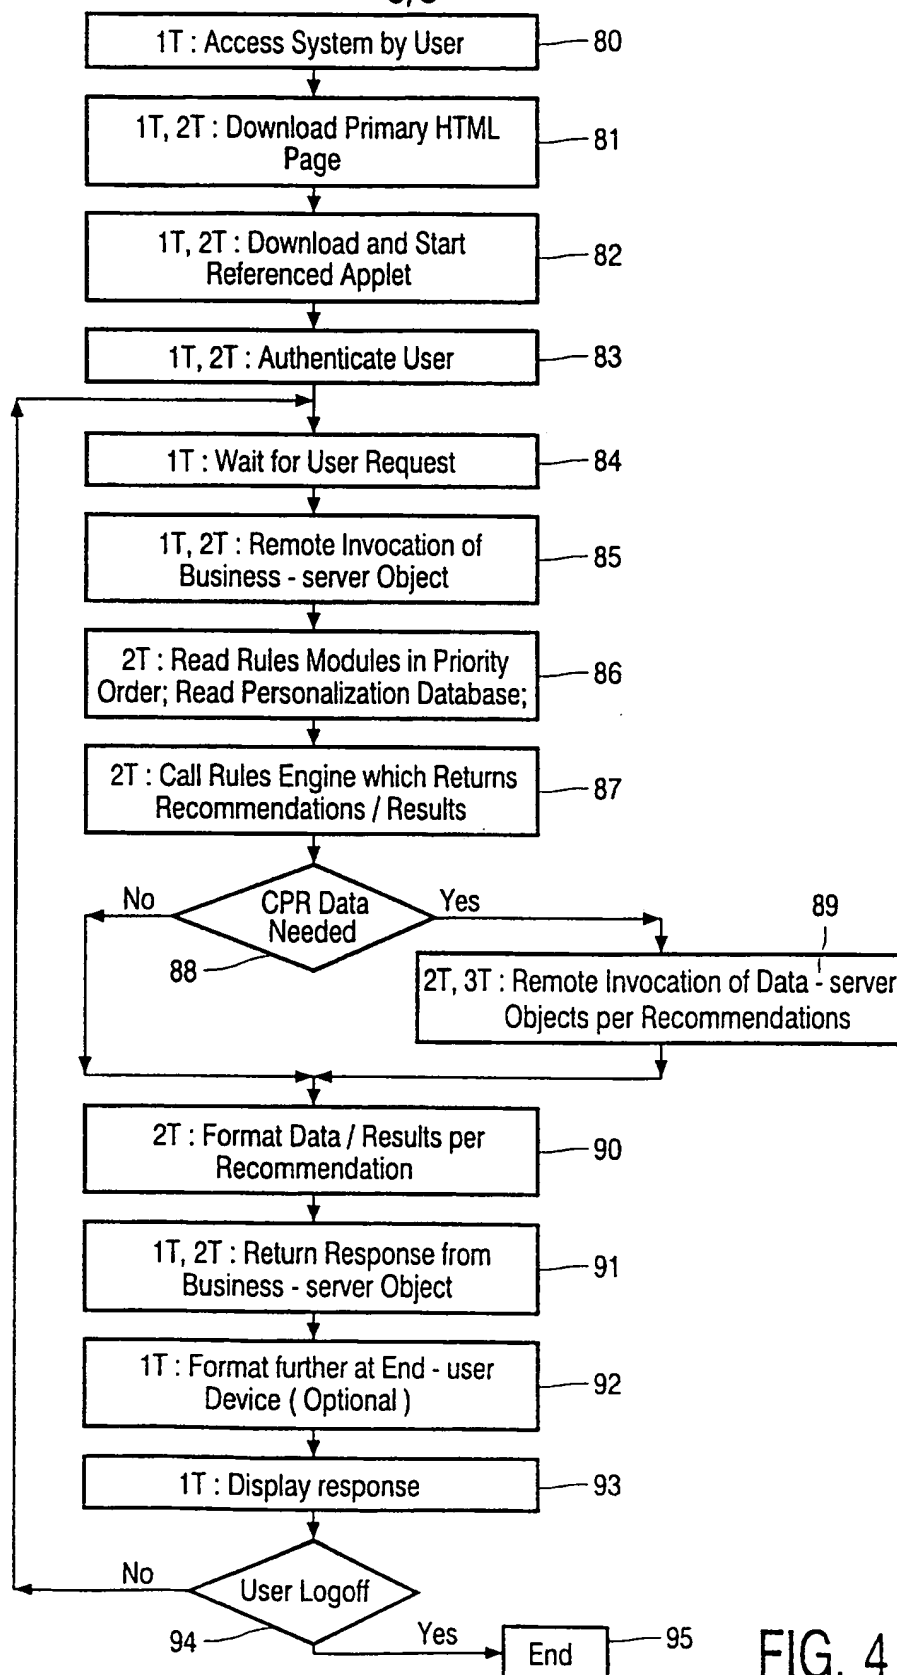 1T : Access System by User
80
1T, 2T : Download Primary HTML
Page
81
1T, 2T : Download and Start
Referenced Applet
82
1T, 2T : Authenticate User
83
1T : Wait for User Request
84
1T, 2T : Remote Invocation of
Business - server Object
85
2T : Read Rules Modules in Priority
Order; Read Personalization Database;
86
2T : Call Rules Engine which Returns
Recommendations / Results
87
No
CPR Data
Needed
Yes
88
89
2T, 3T : Remote Invocation of Data - server
Objects per Recommendations
2T : Format Data / Results per
Recommendation
90
1T, 2T : Return Response from
Business - server Object
91
1T : Format further at End - user
Device ( Optional )
92
1T : Display response
93
No
User Logoff
94
Yes
End
95
FIG. 4